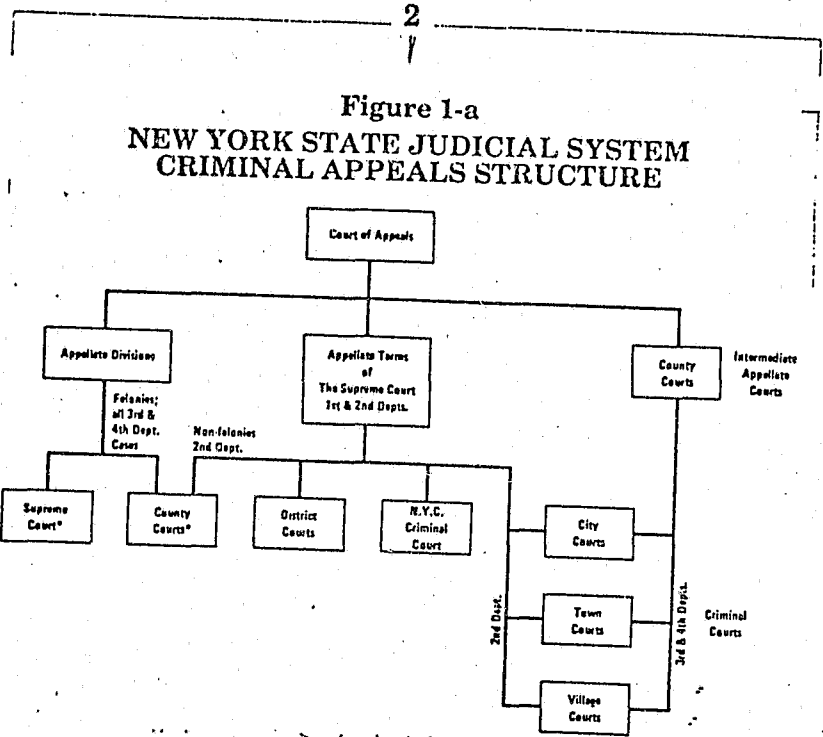 2
Figure 1-a
NEW YORK STATE JUDICIAL SYSTEM
CRIMINAL APPEALS STRUCTURE
Court of Appeals
Appellate Divisions
Appellate Terms
of
The Supreme Court
1st & 2nd Depts.
County
Courts
Intermediate
Appellate
Courts
Felonies;
all 3rd &
4th Dept.
Cases
Non-felonies
2nd Dept.
Supreme
Court*
County
Courts*
District
Courts
N.Y.C.
Criminal
Court
City
Courts
2nd Dept.
Town
Courts
3rd & 4th Depts.
Criminal
Courts
Village
Courts